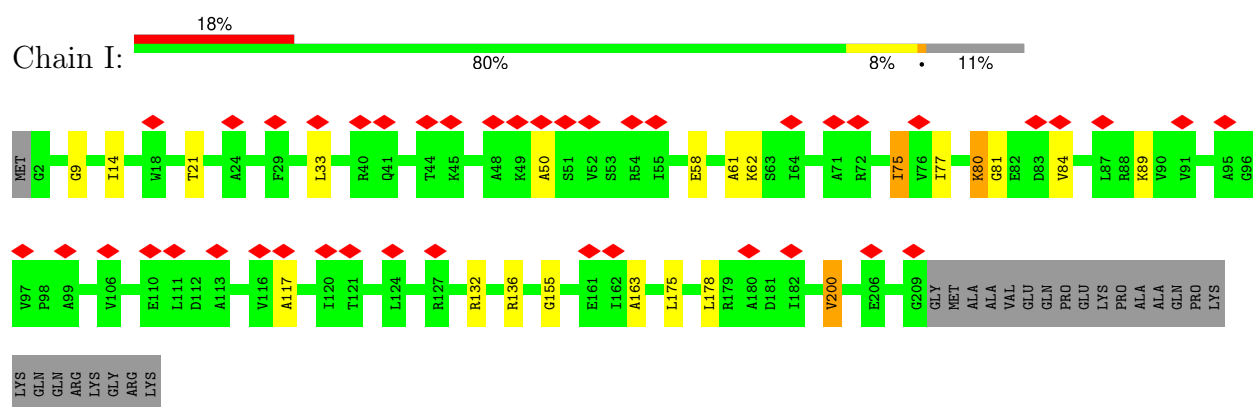 18%
Chain I:
80% 8% • 11%
MET G2 G9 I14 W18 T21 A24 F29 L33 R40 Q41 T44 K45 A48 K49 A50 S51 V52 S53 R54 I55 E58 A61 K62 S63 I64 A71 R72 I75 V76 I77 K80 G81 E82 D83 V84 L87 R88 K89 V90 V91 A95 G96
V97 P98 A99 V106 E110 L111 D112 A113 V116 A117 I120 T121 L124 R127 R132 R136 G155 E161 I162 A163 L175 L178 R179 A180 D181 I182 V200 E206 G209 GLY MET ALA ALA VAL GLU GLN PRO GLU LYS PRO ALA ALA GLN PRO LYS
LYS GLN GLN ARG LYS GLY ARG LYS